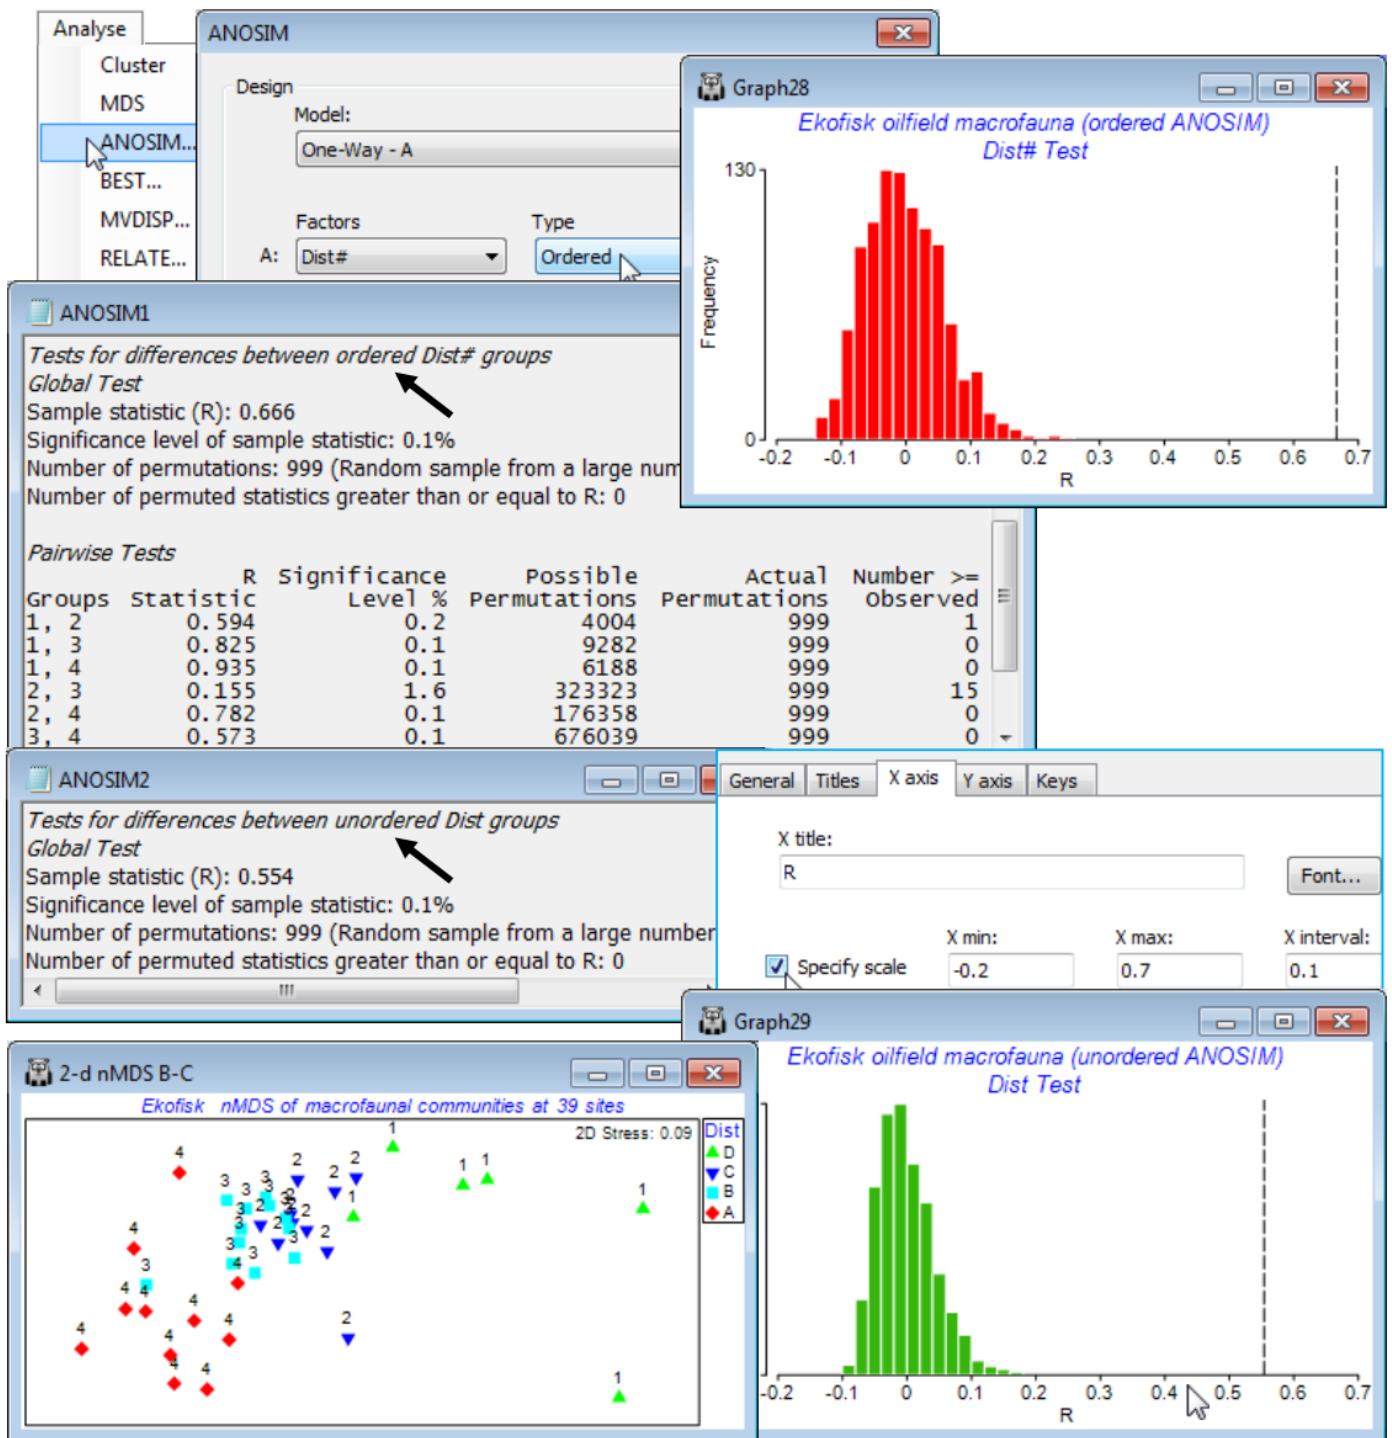 Analyse
Cluster
MDS
ANOSIM...
BEST...
MVDISP...
RELATE...
ANOSIM
Design
Model:
One-Way - A
Factors
Type
A:
Dist#
Ordered
Graph28
Ekofisk oilfield macrofauna (ordered ANOSIM)
Dist# Test
130
0
Frequency
-0.2 -0.1 0 0.1 0.2 0.3 0.4 0.5 0.6 0.7
R
ANOSIM1
Tests for differences between ordered Dist# groups
Global Test
Sample statistic (R): 0.666
Significance level of sample statistic: 0.1%
Number of permutations: 999 (Random sample from a large num
Number of permuted statistics greater than or equal to R: 0
Pairwise Tests
R Significance Possible Actual Number >=
Groups Statistic Level % Permutations Permutations Observed
1, 2 0.594 0.2 4004 999 1
1, 3 0.825 0.1 9282 999 0
1, 4 0.935 0.1 6188 999 0
2, 3 0.155 1.6 323323 999 15
2, 4 0.782 0.1 176358 999 0
3, 4 0.573 0.1 676039 999 0
ANOSIM2
Tests for differences between unordered Dist groups
Global Test
Sample statistic (R): 0.554
Significance level of sample statistic: 0.1%
Number of permutations: 999 (Random sample from a large number
Number of permuted statistics greater than or equal to R: 0
General Titles X axis Y axis Keys
X title:
R
Font...
X min: X max: X interval:
Specify scale -0.2 0.7 0.1
2-d nMDS B-C
Ekofisk nMDS of macrofaunal communities at 39 sites
2D Stress: 0.09
Dist
D
C
B
A
Graph29
Ekofisk oilfield macrofauna (unordered ANOSIM)
Dist Test
-0.2 -0.1 0 0.1 0.2 0.3 0.4 0.5 0.6 0.7
R